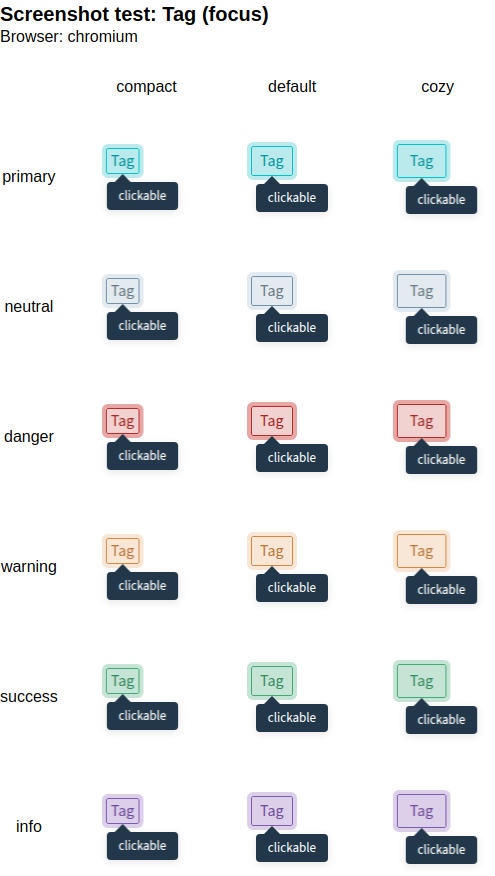 Screenshot test: Tag (focus)
Browser: chromium
compact default cozy
primary Tag Tag Tag
clickable clickable clickable
neutral Tag Tag Tag
clickable clickable clickable
danger Tag Tag Tag
clickable clickable clickable
warning Tag Tag Tag
clickable clickable clickable
success Tag Tag Tag
clickable clickable clickable
info Tag Tag Tag
clickable clickable clickable